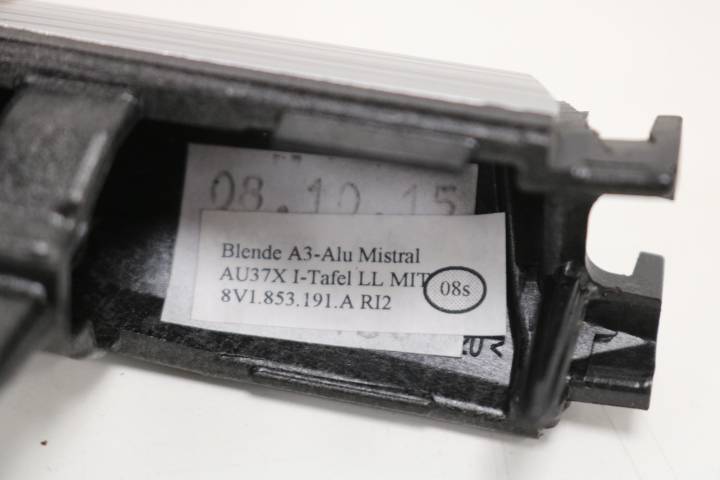 08.10.15
Blende A3-Alu Mistral
AU37X I-Tafel LL MIT
08s
8V1.853.191.A RI2